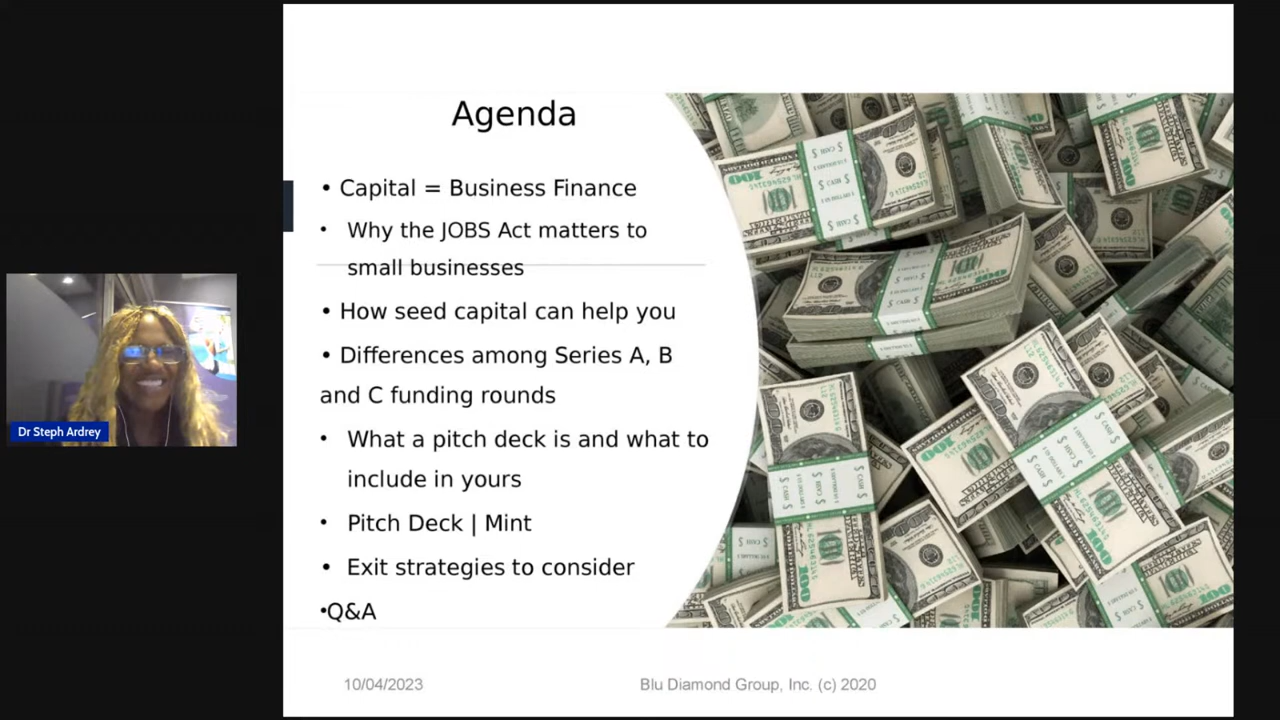 Agenda
• Capital = Business Finance
• Why the JOBS Act matters to
small businesses
• How seed capital can help you
• Differences among Series A, B
and C funding rounds
• What a pitch deck is and what to
include in yours
• Pitch Deck | Mint
• Exit strategies to consider
•Q&A
10/04/2023
Blu Diamond Group, Inc. (c) 2020
Dr Steph Ardrey